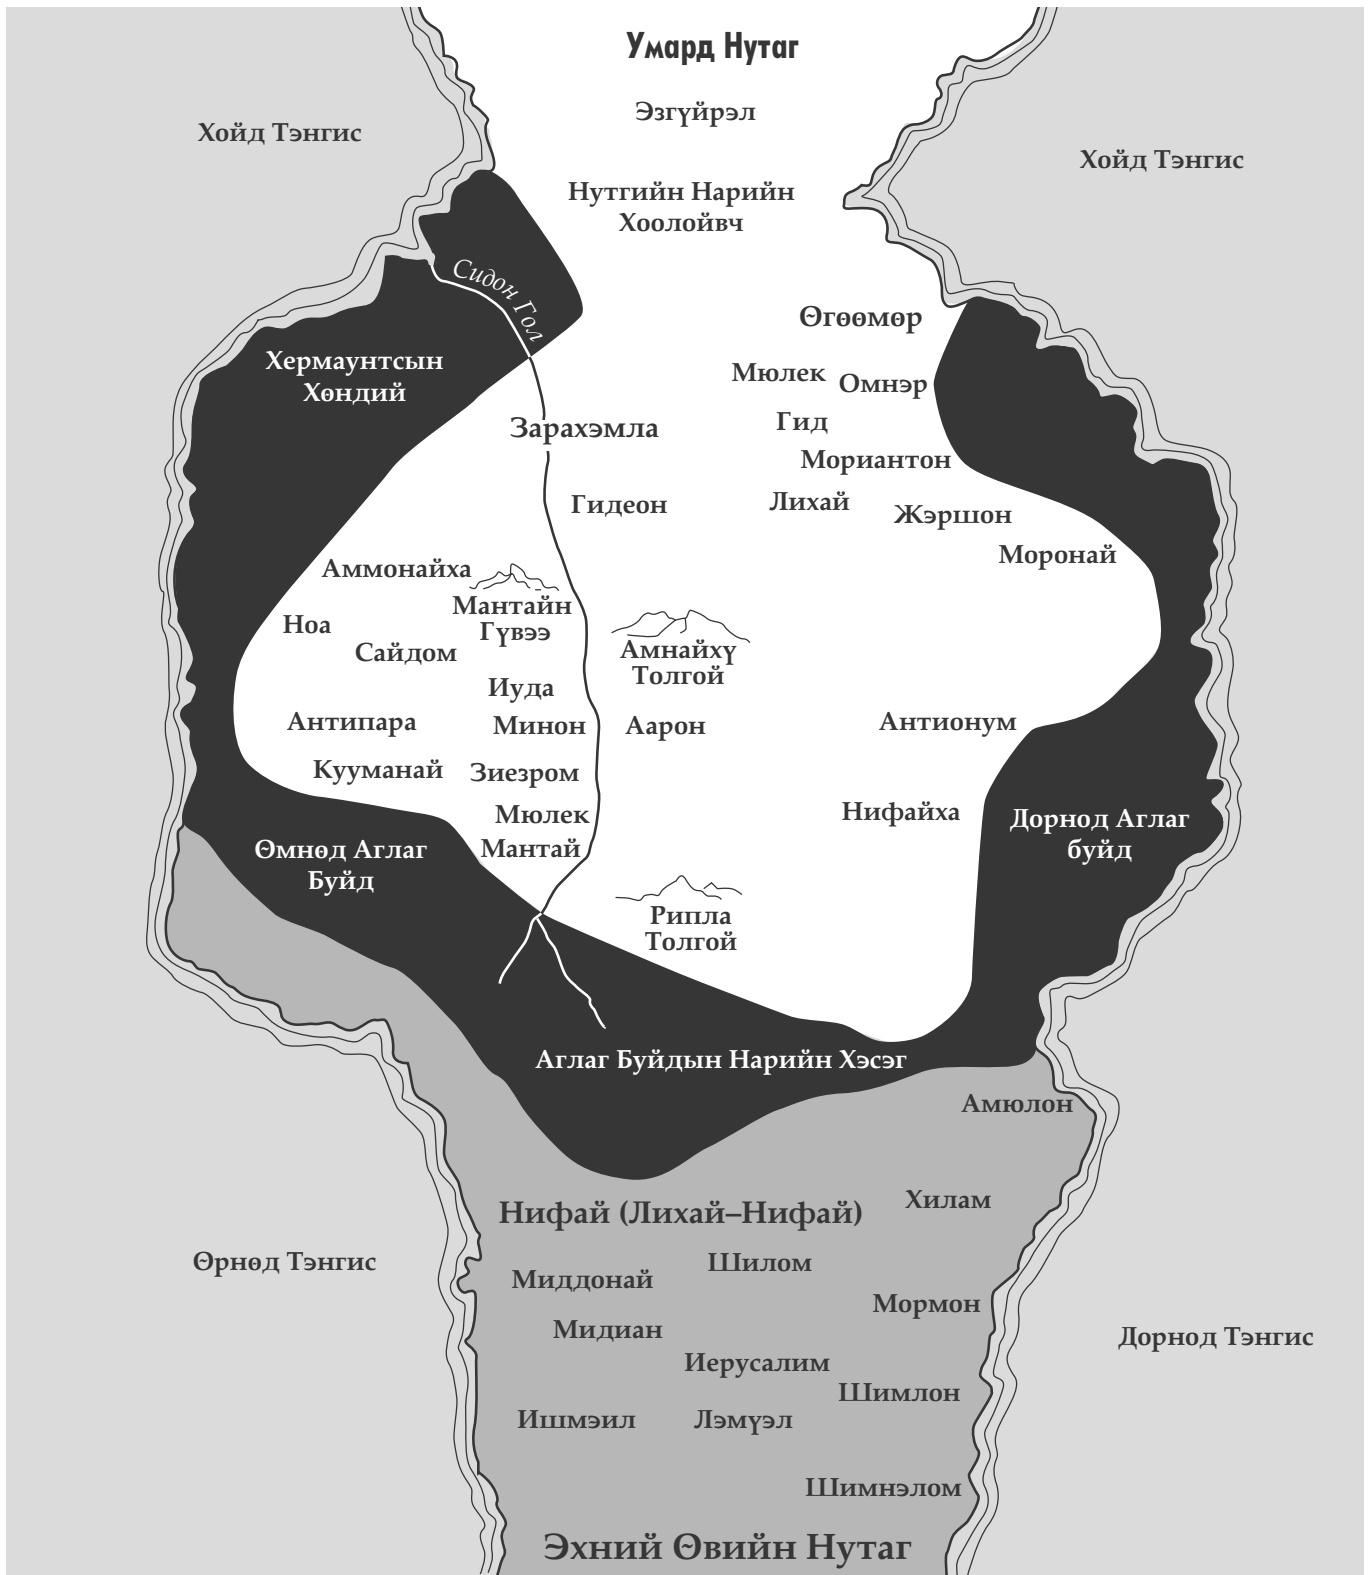 Умард Нутаг
Эзгүйрэл
Хойд Тэнгис
Хойд Тэнгис
Нутгийн Нарийн
Хоолойвч
Сидон Гол
Өгөөмөр
Хермаунтсын
Хөндий
Мюлек
Омнэр
Гид
Зарахэмла
Мориантон
Гидеон
Лихай
Жэршон
Моронай
Аммонайха
Мантайн
Гүвээ
Ноа
Сайдом
Амнайхү
Толгой
Иуда
Антипара
Минон
Аарон
Антионум
Кууманай
Зиезром
Мюлек
Нифайха
Дорнод Аглаг
буйд
Өмнөд Аглаг
Буйд
Мантай
Рипла
Толгой
Аглаг Буйдын Нарийн Хэсэг
Амюлон
Хилам
Нифай (Лихай–Нифай)
Өрнөд Тэнгис
Шилом
Миддонай
Мормон
Мидиан
Дорнод Тэнгис
Иерусалим
Шимлон
Ишмэил
Лэмүэл
Шимнэлом
Эхний Өвийн Нутаг